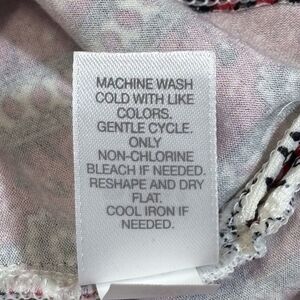 MACHINE WASH
COLD WITH LIKE
COLORS.
GENTLE CYCLE.
ONLY
NON-CHLORINE
BLEACH IF NEEDED.
RESHAPE AND DRY
FLAT.
COOL IRON IF
NEEDED.